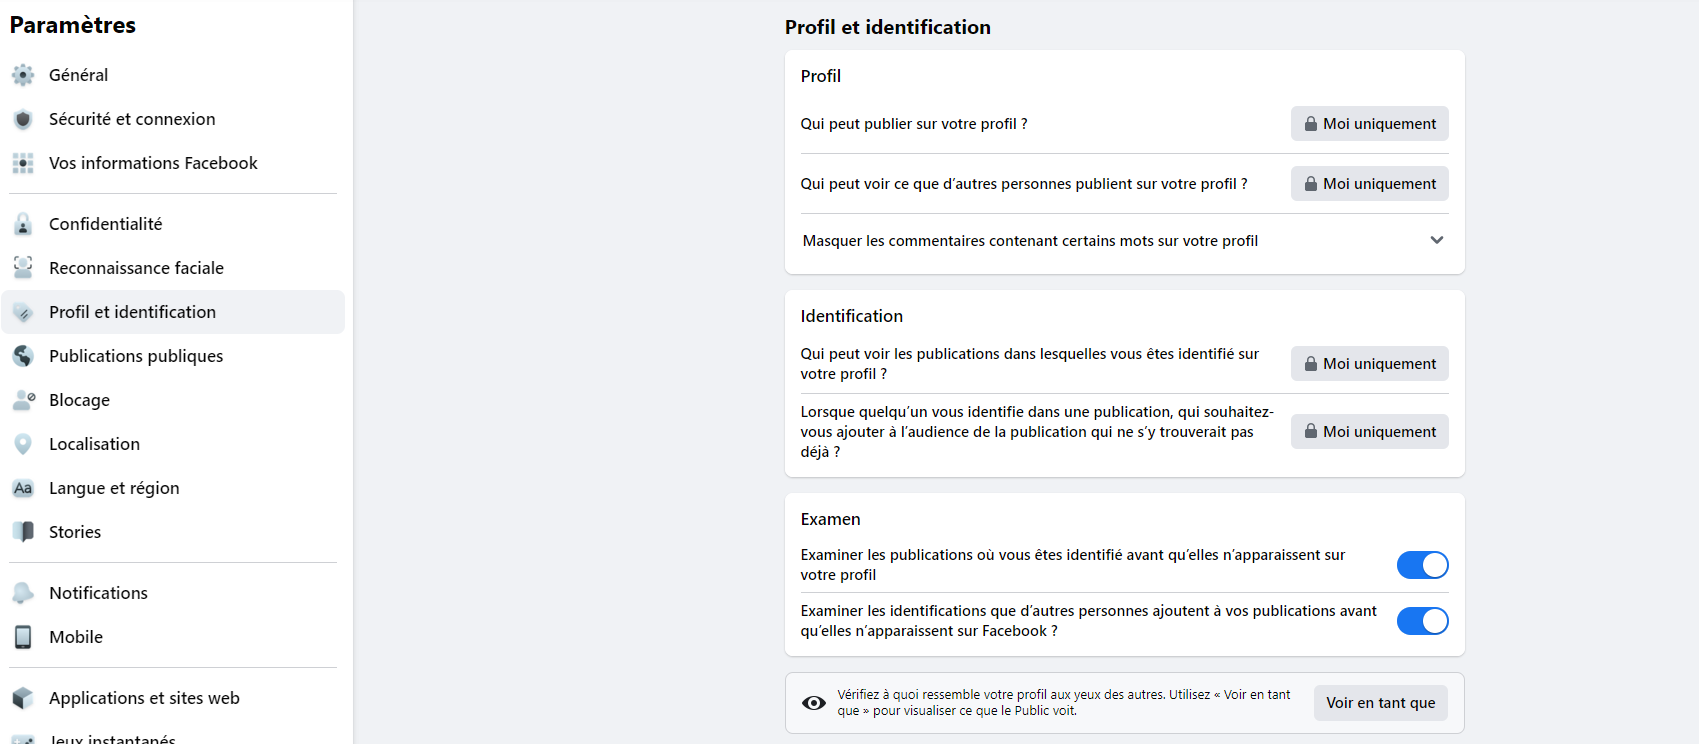 Paramètres
Général
Sécurité et connexion
Vos informations Facebook
Confidentialité
Reconnaissance faciale
Profil et identification
Publications publiques
Blocage
Localisation
Aa
Langue et région
Stories
Notifications
Mobile
Applications et sites web
Jeux instantanés
Profil et identification
Profil
Qui peut publier sur votre profil ?
Moi uniquement
Qui peut voir ce que d’autres personnes publient sur votre profil ?
Moi uniquement
Masquer les commentaires contenant certains mots sur votre profil
Identification
Qui peut voir les publications dans lesquelles vous êtes identifié sur
votre profil ?
Moi uniquement
Lorsque quelqu’un vous identifie dans une publication, qui souhaitez-
vous ajouter à l’audience de la publication qui ne s’y trouverait pas
déjà ?
Moi uniquement
Examen
Examiner les publications où vous êtes identifié avant qu’elles n’apparaissent sur
votre profil
Examiner les identifications que d’autres personnes ajoutent à vos publications avant
qu’elles n’apparaissent sur Facebook ?
Vérifiez à quoi ressemble votre profil aux yeux des autres. Utilisez « Voir en tant
que » pour visualiser ce que le Public voit.
Voir en tant que